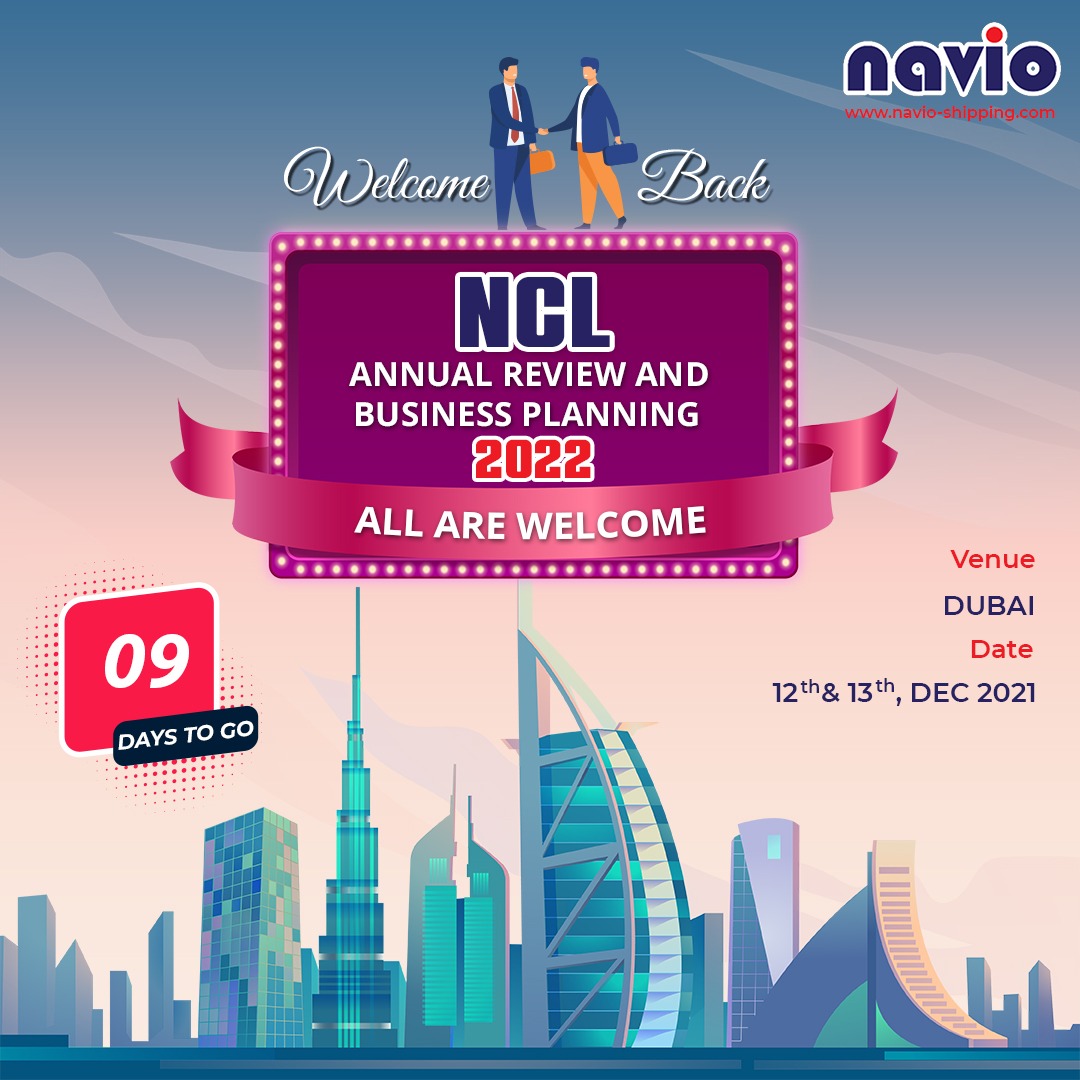 navio
www.navio-shipping.com
Welcome Back
NCL
ANNUAL REVIEW AND
BUSINESS PLANNING
2022
ALL ARE WELCOME
Venue
DUBAI
Date
12th& 13th, DEC 2021
09
DAYS TO GO